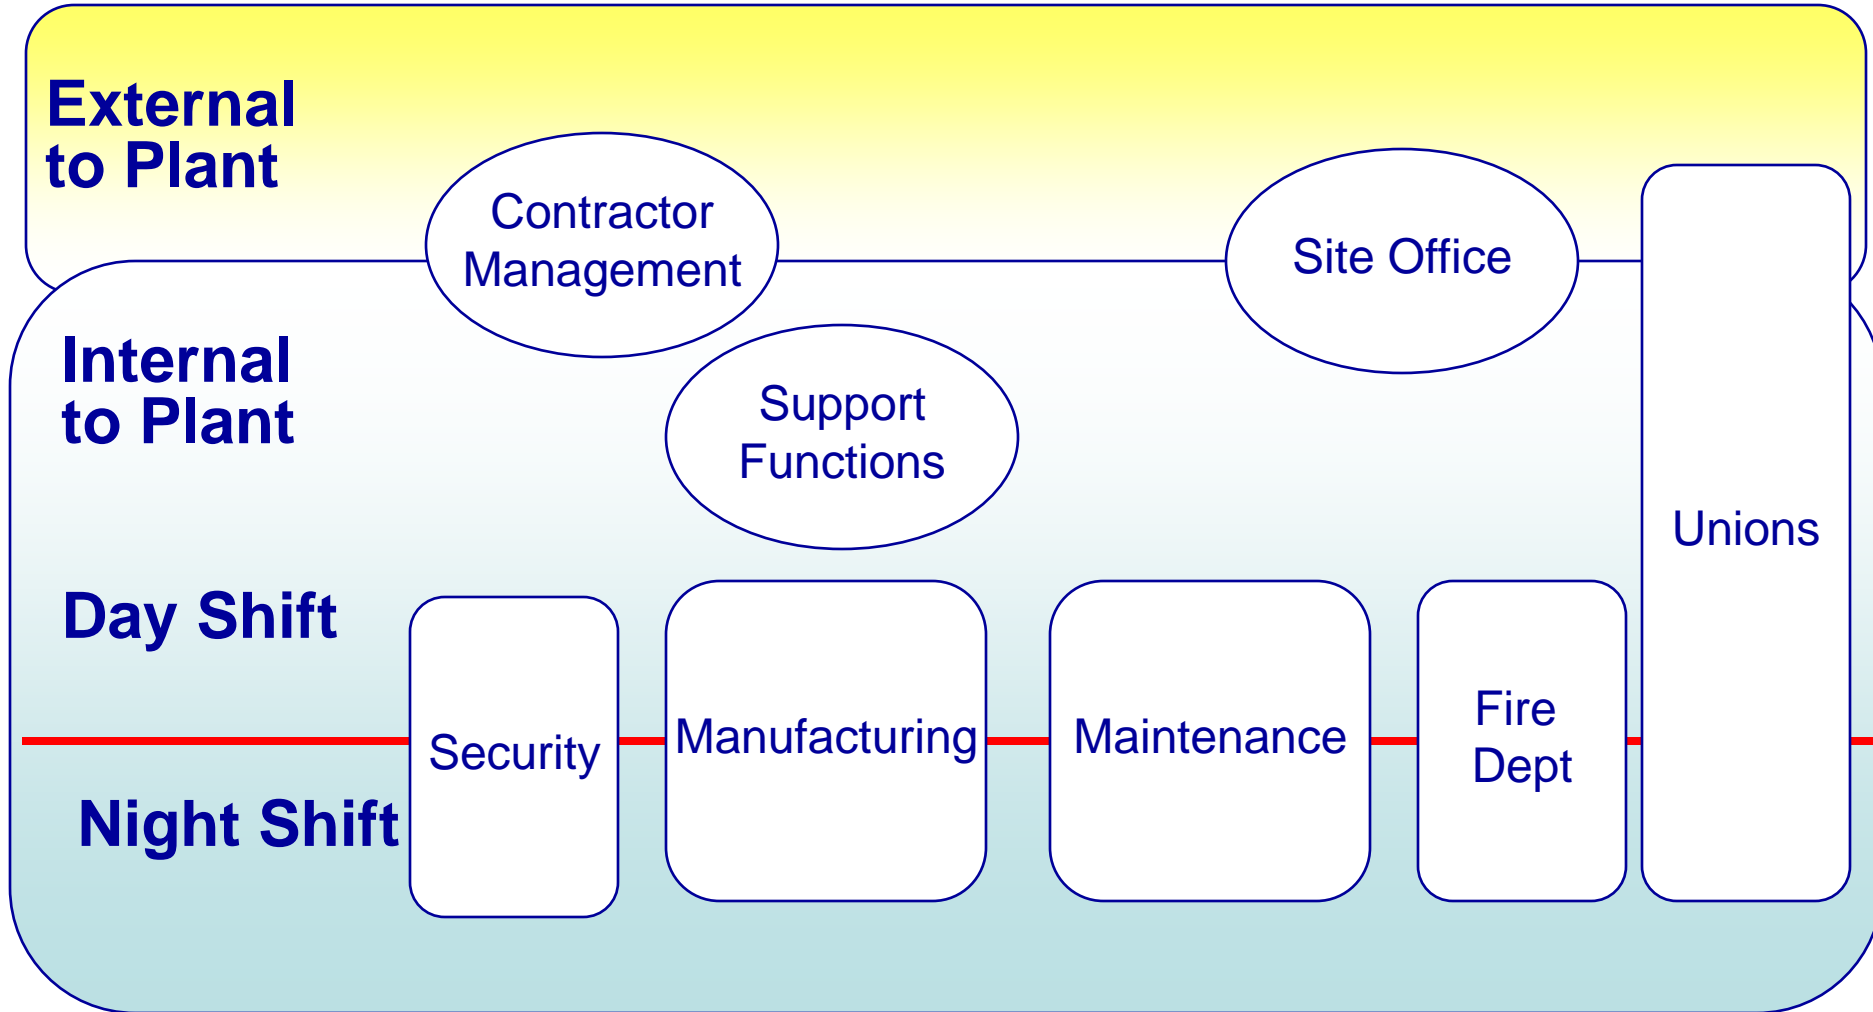 External
to Plant
Contractor
Management
Site Office
Internal
to Plant
Support
Functions
Unions
Day Shift
Security
Manufacturing
Maintenance
Fire
Dept
Night Shift